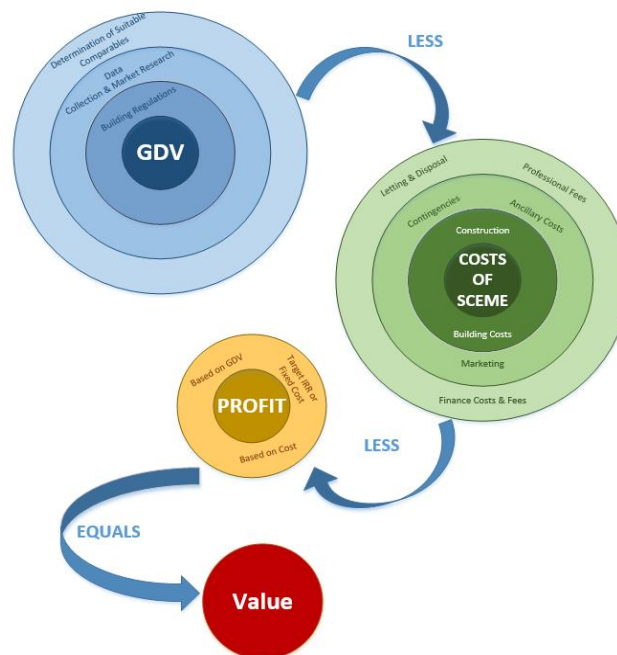 Determination of Suitable
Comparables
Data
Collection & Market Research
Building Regulations
GDV
LESS
Letting & Disposal
Professional Fees
Contingencies
Ancillary Costs
Construction
COSTS
OF
SCEME
Building Costs
Marketing
Finance Costs & Fees
LESS
Based on GDV
Target IRR or
Fixed Cost
PROFIT
Based on Cost
EQUALS
Value